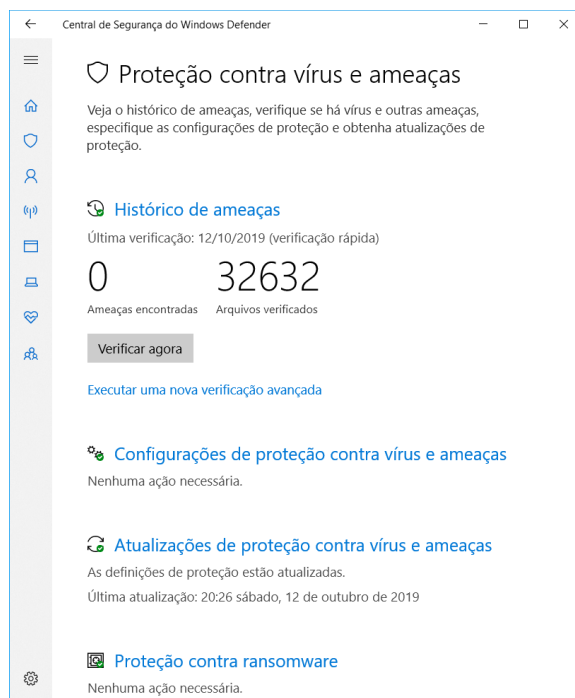 Central de Segurança do Windows Defender
Proteção contra vírus e ameaças
Veja o histórico de ameaças, verifique se há vírus e outras ameaças,
especifique as configurações de proteção e obtenha atualizações de
proteção.
Histórico de ameaças
Última verificação: 12/10/2019 (verificação rápida)
0 32632
Ameaças encontradas Arquivos verificados
Verificar agora
Executar uma nova verificação avançada
Configurações de proteção contra vírus e ameaças
Nenhuma ação necessária.
Atualizações de proteção contra vírus e ameaças
As definições de proteção estão atualizadas.
Última atualização: 20:26 sábado, 12 de outubro de 2019
Proteção contra ransomware
Nenhuma ação necessária.